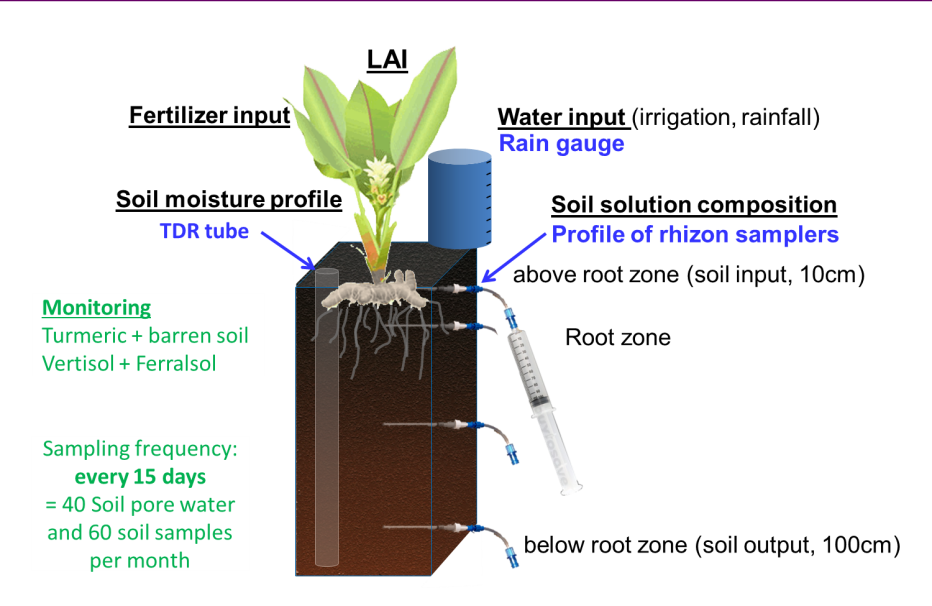 LAI
Fertilizer input
Water input (irrigation, rainfall)
Rain gauge
Soil moisture profile
TDR tube
Soil solution composition
Profile of rhizon samplers
above root zone (soil input, 10cm)
Monitoring
Turmeric + barren soil
Vertisol + Ferralsol
Root zone
Sampling frequency:
every 15 days
= 40 Soil pore water
and 60 soil samples
per month
below root zone (soil output, 100cm)